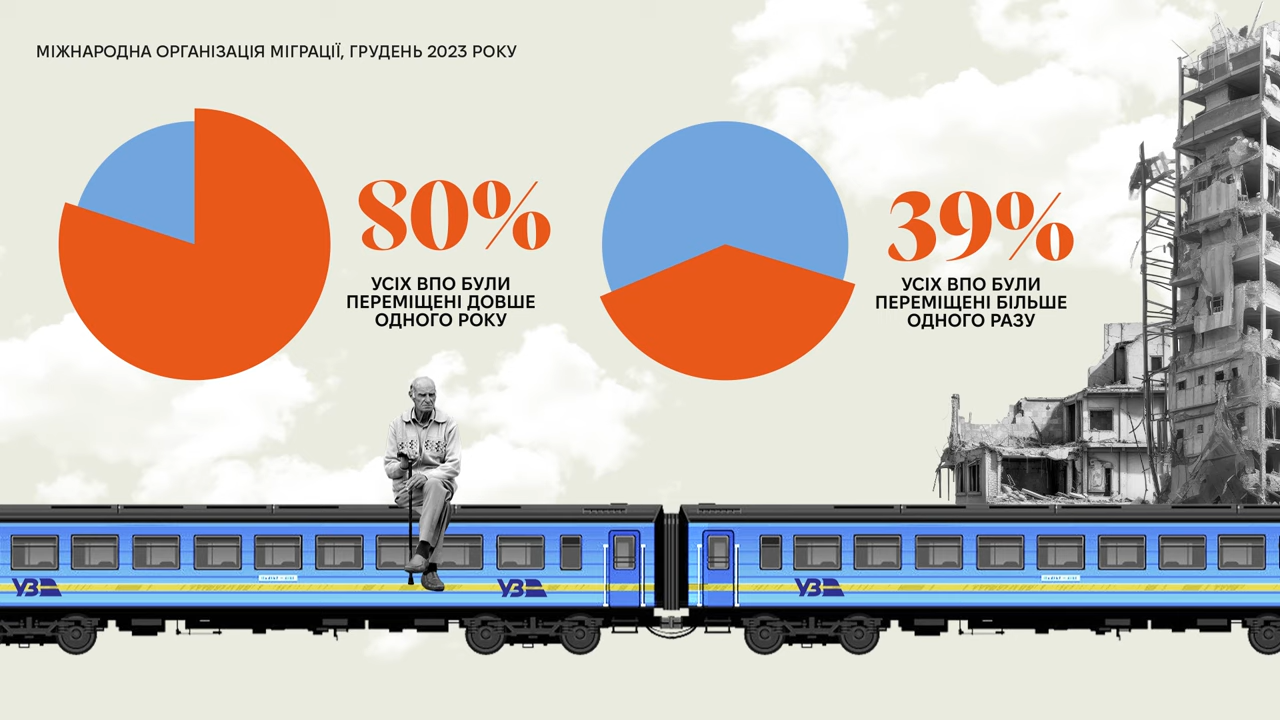 МІЖНАРОДНА ОРГАНІЗАЦІЯ МІГРАЦІЇ, ГРУДЕНЬ 2023 РОКУ
80%
УСІХ ВПО БУЛИ
ПЕРЕМІЩЕНІ ДОВШЕ
ОДНОГО РОКУ
39%
УСІХ ВПО БУЛИ
ПЕРЕМІЩЕНІ БІЛЬШЕ
ОДНОГО РАЗУ
УЗ
УЗ
УЗ